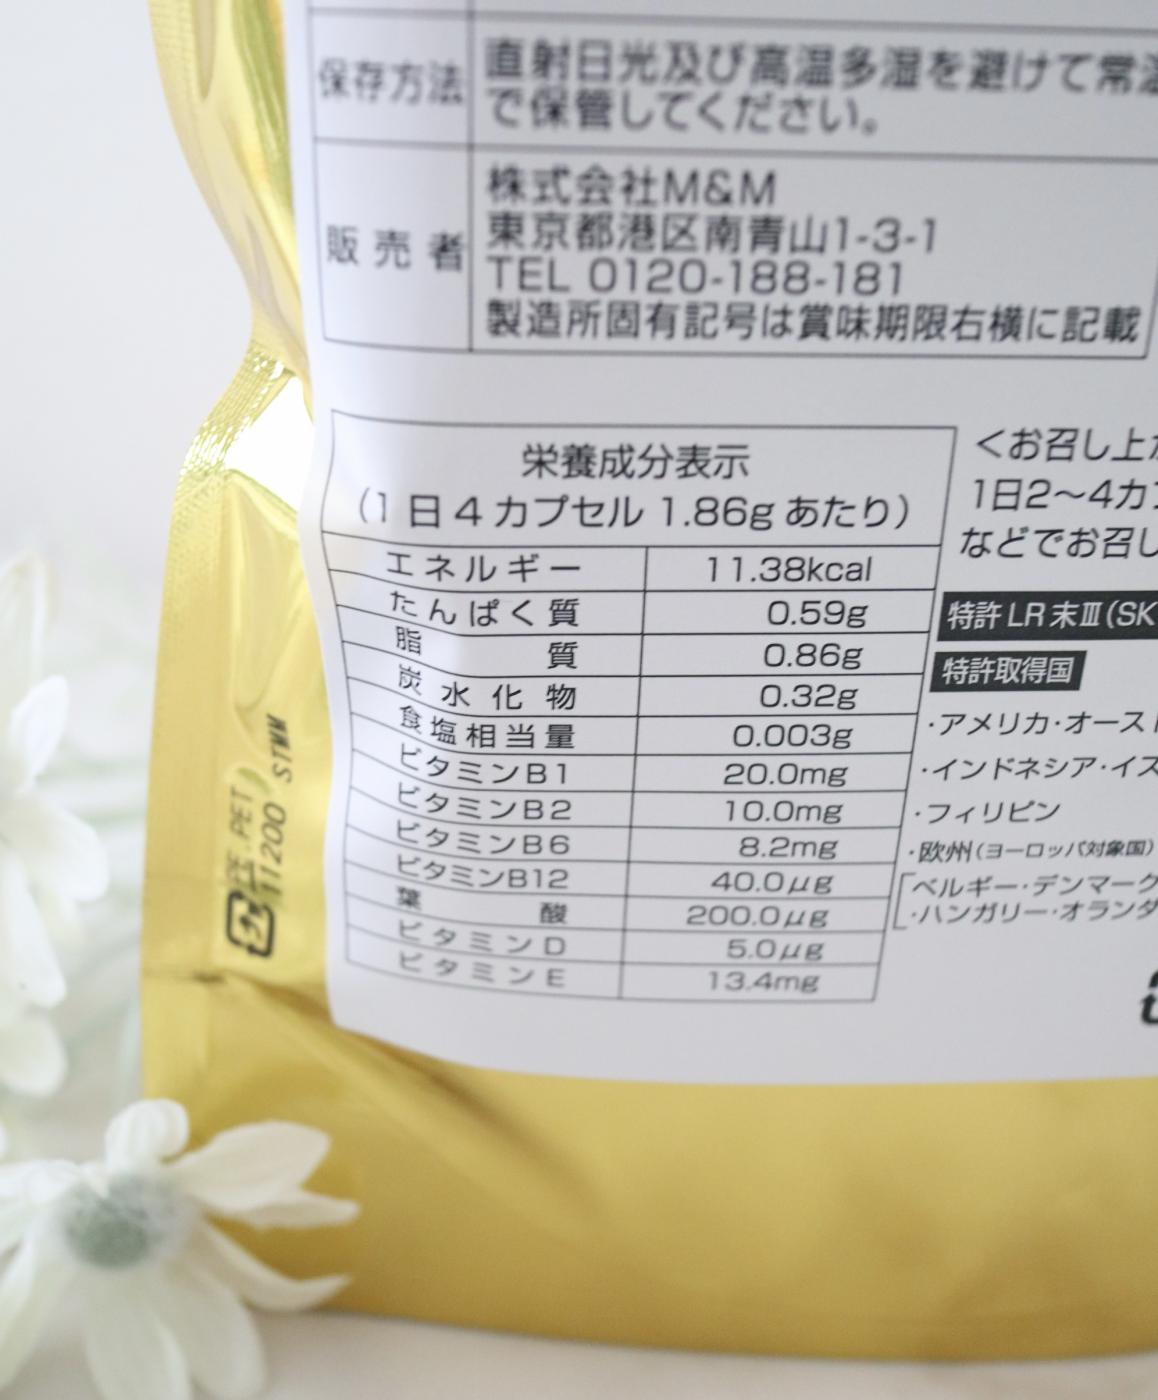 保存方法
直射日光及び高温多湿を避けて常温
で保管してください。
販売者
株式会社M&M
東京都港区南青山1-3-1
TEL 0120-188-181
製造所固有記号は賞味期限右横に記載
栄養成分表示
(1日4カプセル1.86gあたり)
エネルギー 11.38kcal
たんぱく質 0.59g
脂質 0.86g
炭水化物 0.32g
食塩相当量 0.003g
ビタミンB1 20.0mg
ビタミンB2 10.0mg
ビタミンB6 8.2mg
ビタミンB12 40.0μg
葉酸 200.0μg
ビタミンD 5.0μg
ビタミンE 13.4mg
<お召し上が
1日2〜4カプ
などでお召し
特許 LR末Ⅲ(SK
特許取得国
・アメリカ・オースト
・インドネシア・イス
・フィリピン
・欧州(ヨーロッパ対象国)
ベルギー・デンマーク
・ハンガリー・オランダ
PE.PET
11200 STMM